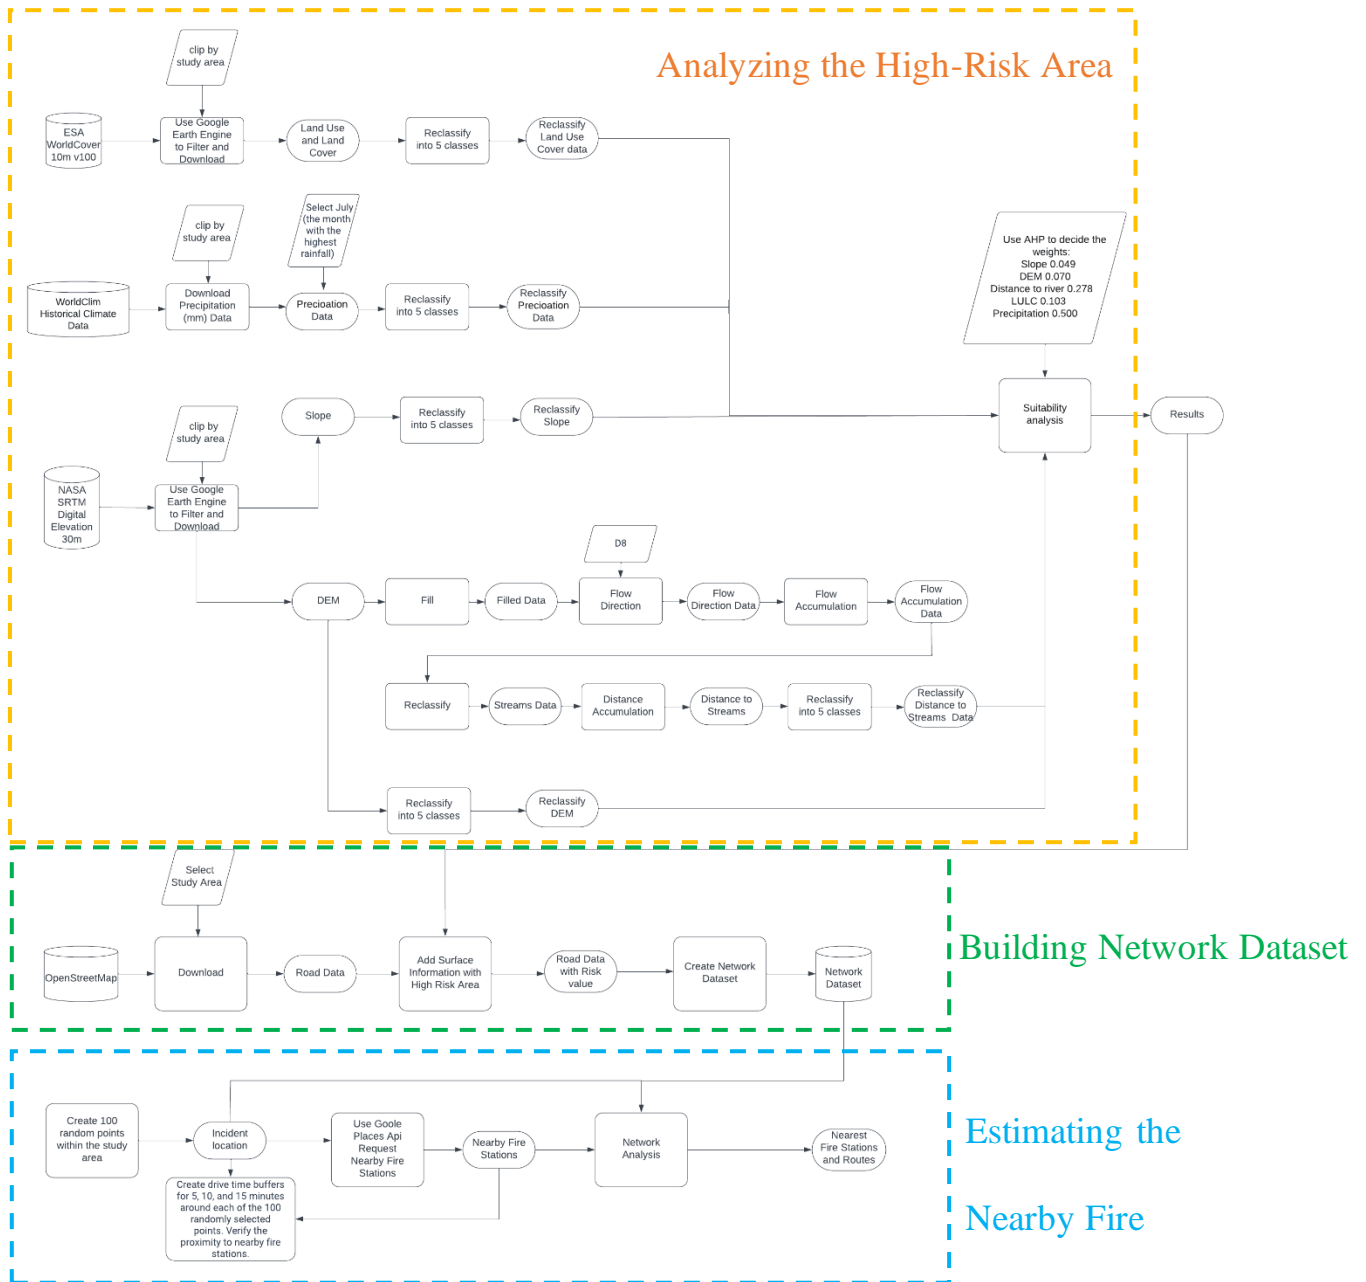 Analyzing the High-Risk Area
clip by
study area
ESA
WorldCover
10m v100
Use Google
Earth Engine
to Filter and
Download
Land Use
and Land
Cover
Reclassify
into 5 classes
Reclassify
Land Use
Cover data
clip by
study area
Select July
(the month
with the
highest
rainfall)
WorldClim
Historical Climate
Data
Download
Precipitation
(mm) Data
Precioation
Data
Reclassify
into 5 classes
Reclassify
Precioation
Data
Use AHP to decide the
weights:
Slope 0.049
DEM 0.070
Distance to river 0.278
LULC 0.103
Precipitation 0.500
clip by
study area
Slope
Reclassify
into 5 classes
Reclassify
Slope
Suitability
analysis
Results
NASA
SRTM
Digital
Elevation
30m
Use Google
Earth Engine
to Filter and
Download
D8
DEM
Fill
Filled Data
Flow
Direction
Flow
Direction Data
Flow
Accumulation
Flow
Accumulation
Data
Reclassify
Streams Data
Distance
Accumulation
Distance to
Streams
Reclassify
into 5 classes
Reclassify
Distance to
Streams Data
Reclassify
into 5 classes
Reclassify
DEM
Select
Study Area
OpenStreetMap
Download
Road Data
Add Surface
Information with
High Risk Area
Road Data
with Risk
value
Create Network
Dataset
Network
Dataset
Building Network Dataset
Create 100
random points
within the study
area
Incident
location
Use Goole
Places Api
Request
Nearby Fire
Stations
Nearby Fire
Stations
Network
Analysis
Nearest
Fire Stations
and Routes
Create drive time buffers
for 5, 10, and 15 minutes
around each of the 100
randomly selected
points. Verify the
proximity to nearby fire
stations.
Estimating the
Nearby Fire